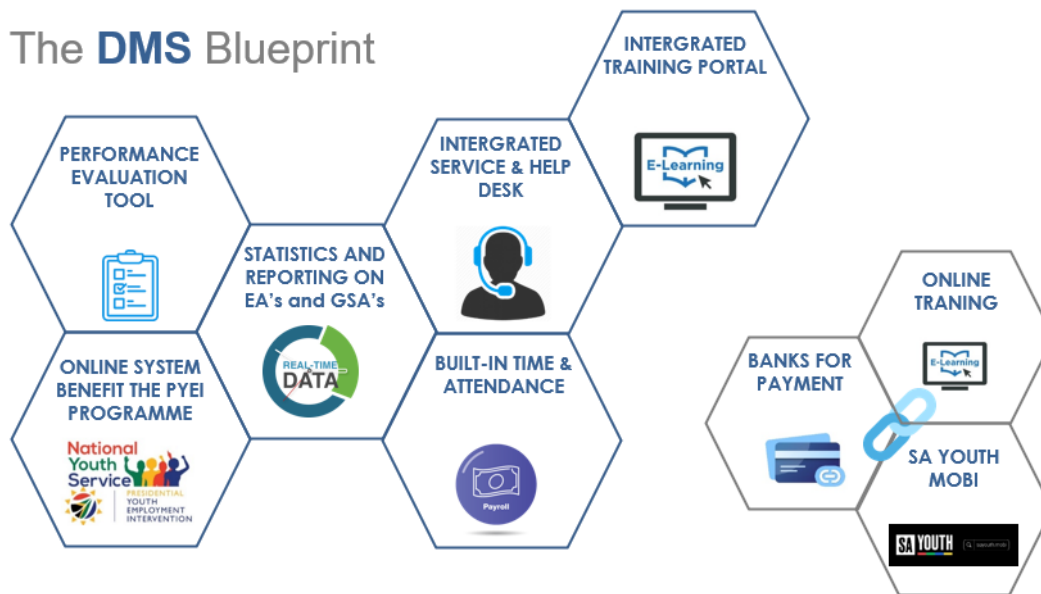 The DMS Blueprint
INTERGRATED
TRAINING PORTAL
E-Learning
PERFORMANCE
EVALUATION
TOOL
INTERGRATED
SERVICE & HELP
DESK
STATISTICS AND
REPORTING ON
EA's and GSA's
REAL-TIME
DATA
ONLINE SYSTEM
BENEFIT THE PYEI
PROGRAMME
National
Youth
Service
PRESIDENTIAL
YOUTH
EMPLOYMENT
INTERVENTION
BUILT-IN TIME &
ATTENDANCE
Payroll
ONLINE
TRANING
E-Learning
BANKS FOR
PAYMENT
SA YOUTH
MOBI
SA YOUTH